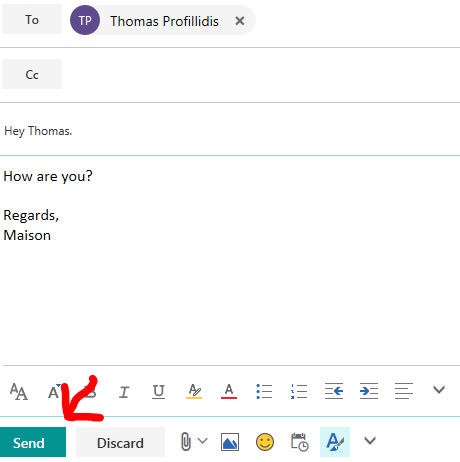 To TP Thomas Profillidis
Cc
Hey Thomas.
How are you?
Regards,
Maison
B I U A A
Send Discard